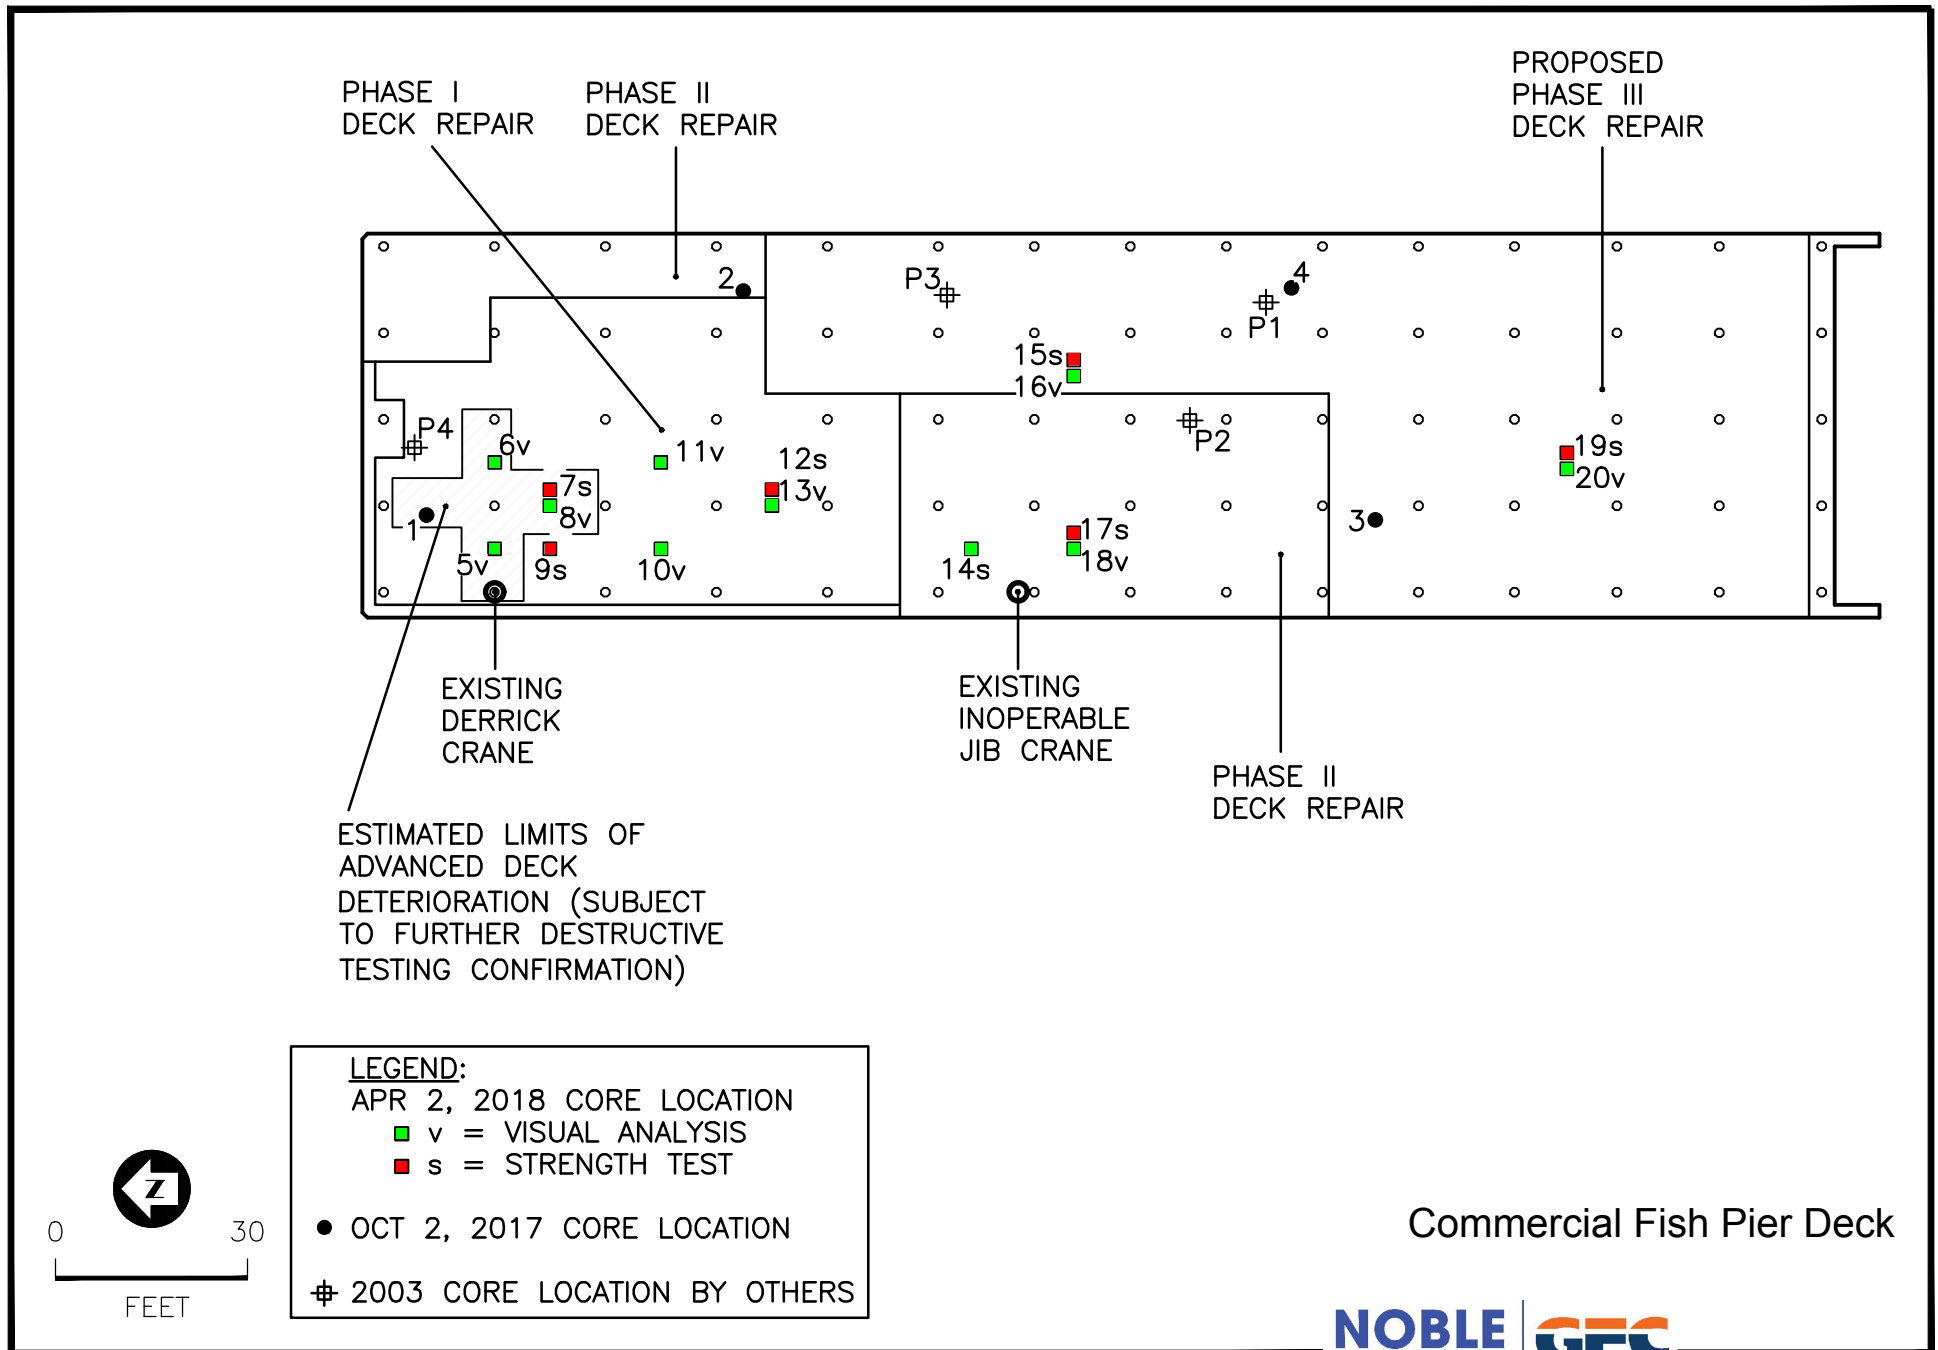 PHASE I
DECK REPAIR
PHASE II
DECK REPAIR
PROPOSED
PHASE III
DECK REPAIR
2
P3
4
P1
15s
16v
P4
6v
11v
12s
13v
7s
8v
1
5v
9s
10v
P2
17s
18v
14s
3
19s
20v
EXISTING
DERRICK
CRANE
EXISTING
INOPERABLE
JIB CRANE
PHASE II
DECK REPAIR
ESTIMATED LIMITS OF
ADVANCED DECK
DETERIORATION (SUBJECT
TO FURTHER DESTRUCTIVE
TESTING CONFIRMATION)
LEGEND:
APR 2, 2018 CORE LOCATION
v = VISUAL ANALYSIS
s = STRENGTH TEST
OCT 2, 2017 CORE LOCATION
2003 CORE LOCATION BY OTHERS
Z
0 30
FEET
Commercial Fish Pier Deck
NOBLE